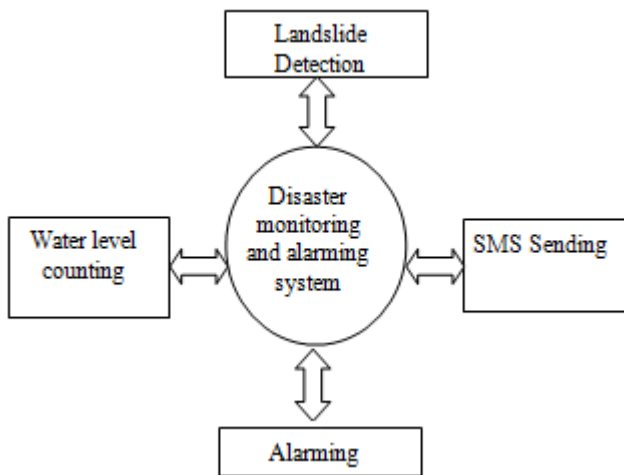 Landslide
Detection
Disaster
monitoring
and alarming
system
Water level
counting
SMS Sending
Alarming